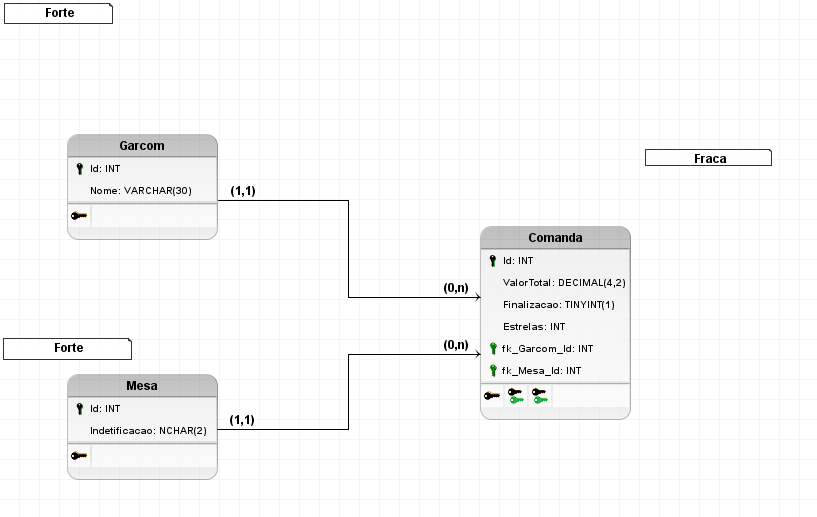 Forte
Garcom
Id: INT
Nome: VARCHAR(30)
(1,1)
Fraca
Comanda
Id: INT
ValorTotal: DECIMAL(4,2)
Finalizacao: TINYINT(1)
Estrelas: INT
fk_Garcom_Id: INT
fk_Mesa_Id: INT
(0,n)
(0,n)
Forte
Mesa
Id: INT
Indetificacao: NCHAR(2)
(1,1)